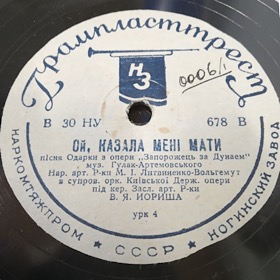 Грампласттрест
НЗ
0006/1
В 30 НУ 678 В
ОЙ, КАЗАЛА МЕНІ МАТИ
пісня Одарки з опери „Запорожець за Дунаем"
муз. Гулак-Артемовського
Нар. арт. Р-ки М. І. Литвиненко-Вольгемут
в супров. орк. Київської Держ. опери
під кер. Засл. арт. Р-ки
В. Я. ЙОРИША
урк 4
НАРКОМТЯЖПРОМ
СССР
НОГИНСКИЙ ЗАВОД